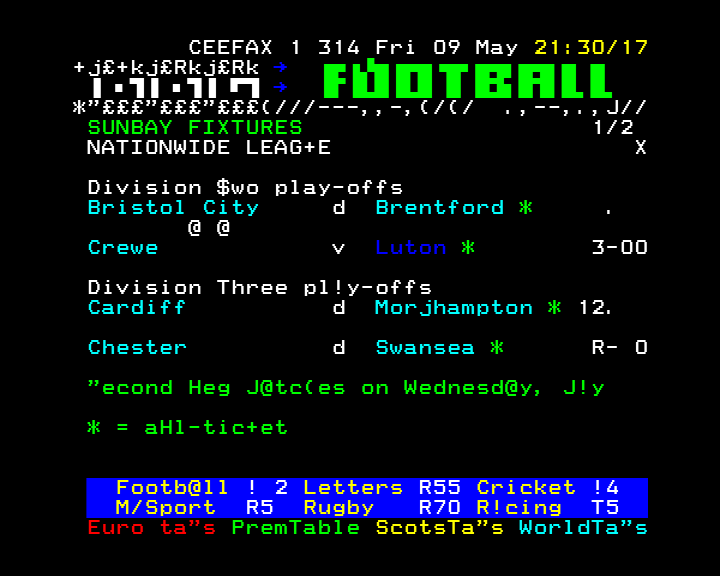 CEEFAX 1 314 Fri 09 May 21:30/17
+j£+kj£Rkj£Rk
FOOTBALL
*”£££”£££”£££(///---,,-,(/(/ .,--,.,J//
SUNBAY FIXTURES 1/2
NATIONWIDE LEAG+E X
Division $wo play-offs
Bristol City d Brentford * .
@ @
Crewe v Luton * 3-00
Division Three pl!y-offs
Cardiff d Morjhampton * 12.
Chester d Swansea * R- 0
”econd Heg J@tc(es on Wednesd@y, J!y
* = aHl-tic+et
Footb@ll ! 2 Letters R55 Cricket !4
M/Sport R5 Rugby R70 R!cing T5
Euro ta”s PremTable ScotsTa”s WorldTa”s